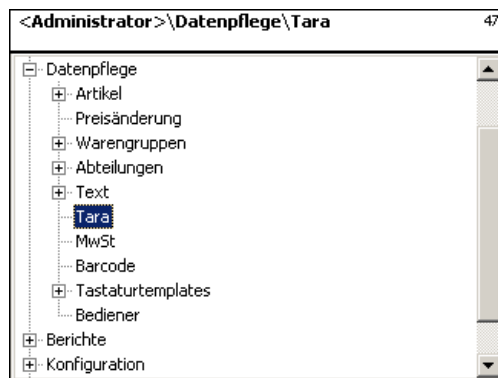 <Administrator>\Datenpflege\Tara 47
Datenpflege
Artikel
Preisänderung
Warengruppen
Abteilungen
Text
Tara
MwSt
Barcode
Tastaturtemplates
Bediener
Berichte
Konfiguration